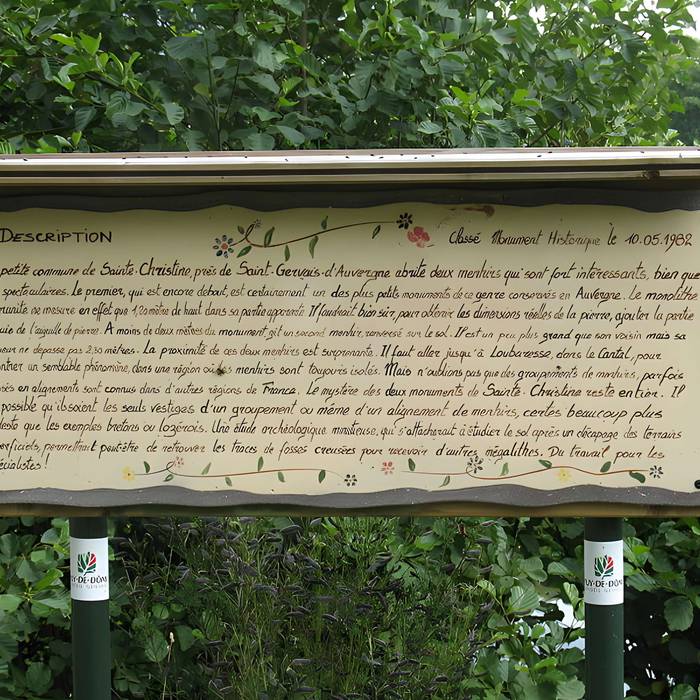 DESCRIPTION
Classé Monument Historique le 10.05.1982
petite commune de Sainte-Christine, près de Saint-Gervais-d'Auvergne abrite deux menhirs qui sont fort intéressants, bien que
spectaculaires. Le premier, qui est encore debout, est certainement un des plus petits monuments de ce genre conservés en Auvergne. Le monolithe
ne mesure en effet que 1,20 mètre de haut dans sa partie apparente. Il faudrait bien sûr, pour obtenir les dimensions réelles de la pierre, ajouter la partie
de l'aiguille de pierre. A moins de deux mètres du monument gît un second menhir, renversé sur le sol. Il est un peu plus grand que son voisin mais sa
ne dépasse pas 2,30 mètres. La proximité de ces deux menhirs est surprenante. Il faut aller jusqu'à Loubaresse, dans le Cantal, pour
un semblable phénomène, dans une région où les menhirs sont toujours isolés. Mais n'oublions pas que des groupements de menhirs, parfois
en alignements sont connus dans d'autres régions de France. Le mystère des deux monuments de Sainte-Christine reste entier. Il
possible qu'ils soient les seuls vestiges d'un groupement ou même d'un alignement de menhirs, certes beaucoup plus
que les exemples bretons ou logérois. Une étude archéologique minutieuse, qui s'attacherait à étudier le sol après un décapage des terrains
permettrait peut-être de retrouver les traces de fosses creusées pour recevoir d'autres mégalithes. Du travail pour les
!
PUY-DE-DÔME
UY-DE-DÔM